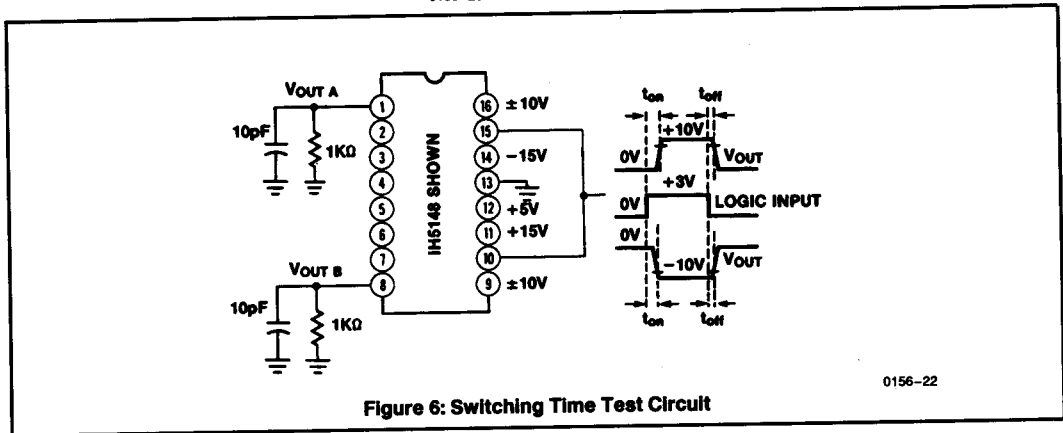 VOUT A
10pF
1KΩ
1
2
3
4
5
6
7
8
IH5148 SHOWN
16 ±10V
15
14 −15V
13
12 +5V
11 +15V
10
9 ±10V
VOUT B
10pF
1KΩ
ton toff
+10V
0V VOUT
+3V
0V LOGIC INPUT
0V
−10V VOUT
ton toff
0156–22
Figure 6: Switching Time Test Circuit